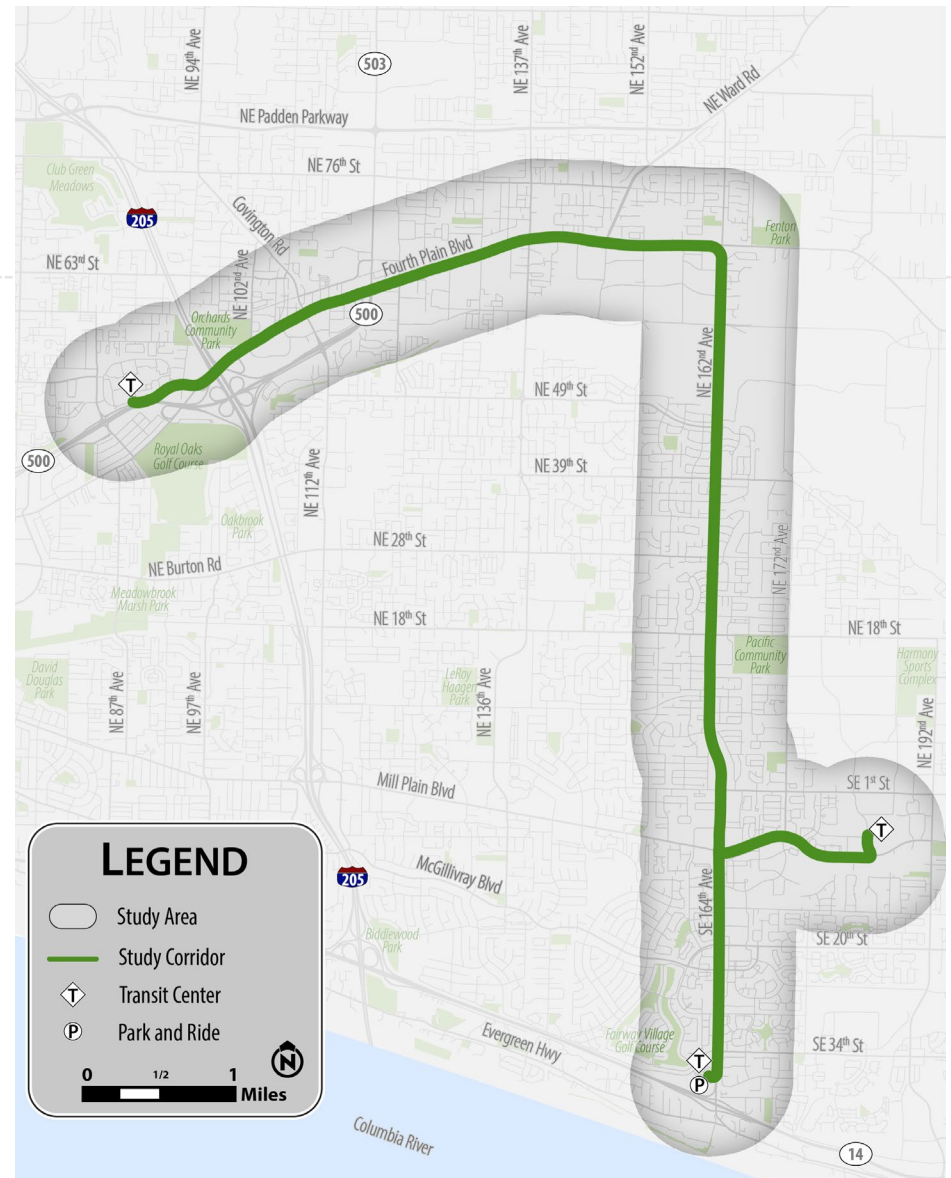 NE 94th Ave
503
NE 137th Ave
NE 152nd Ave
NE Ward Rd
NE Padden Parkway
NE 76th St
Club Green
Meadows
205
Covington Rd
Fenton
Park
NE 63rd St
Fourth Plain Blvd
NE 102nd Ave
500
Orchards
Community
Park
NE 162nd Ave
T
NE 49th St
500
Royal Oaks
Golf Course
NE 39th St
NE 112th Ave
Oakbrook
Park
NE 28th St
NE 172nd Ave
NE Burton Rd
Meadowbrook
Marsh Park
NE 18th St
NE 18th St
Pacific
Community
Park
Harmony
Sports
Complex
David
Douglas
Park
LeRoy
Haagen
Park
NE 87th Ave
NE 97th Ave
NE 136th Ave
NE 192nd Ave
Mill Plain Blvd
SE 1st St
T
McGillivray Blvd
205
SE 164th Ave
Biddlewood
Park
SE 20th St
Evergreen Hwy
Fairway Village
Golf Course
SE 34th St
T
P
Columbia River
14
LEGEND
Study Area
Study Corridor
T Transit Center
P Park and Ride
N
0 1/2 1
Miles